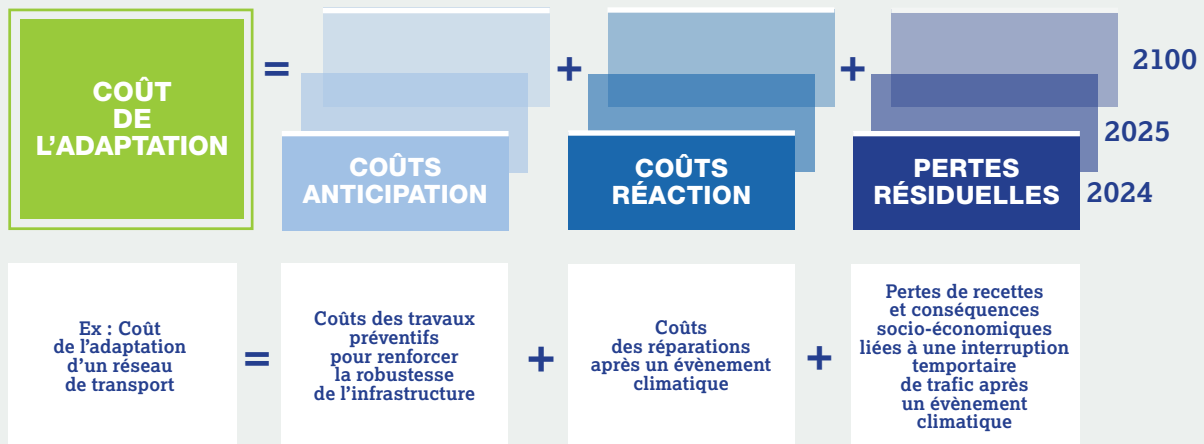 COÛT
DE
L’ADAPTATION
=
COÛTS
ANTICIPATION
+
COÛTS
RÉACTION
+
PERTES
RÉSIDUELLES
2100
2025
2024
Ex : Coût
de l’adaptation
d’un réseau
de transport
=
Coûts des travaux
préventifs
pour renforcer
la robustesse
de l’infrastructure
+
Coûts
des réparations
après un évènement
climatique
+
Pertes de recettes
et conséquences
socio-économiques
liées à une interruption
temportaire
de trafic après
un évènement
climatique